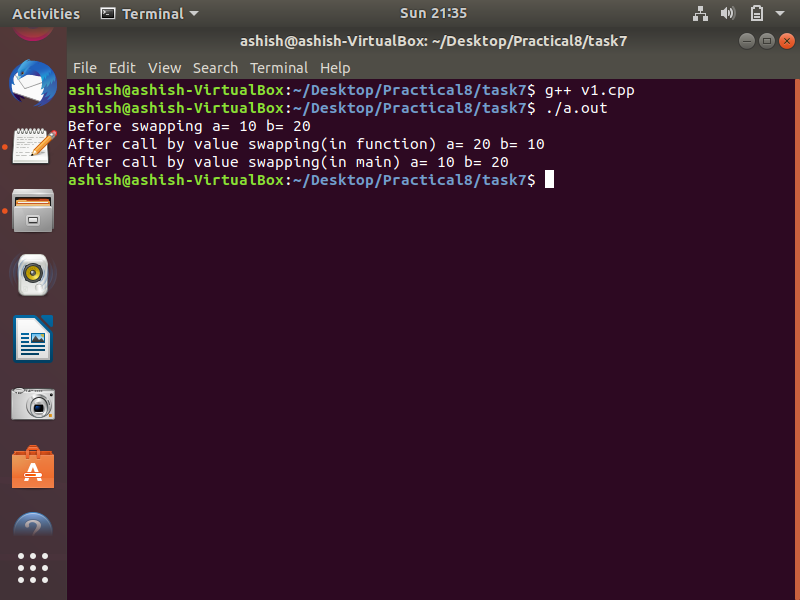 Activities Terminal Sun 21:35
ashish@ashish-VirtualBox: ~/Desktop/Practical8/task7
File Edit View Search Terminal Help
ashish@ashish-VirtualBox:~/Desktop/Practical8/task7$ g++ v1.cpp
ashish@ashish-VirtualBox:~/Desktop/Practical8/task7$ ./a.out
Before swapping a= 10 b= 20
After call by value swapping(in function) a= 20 b= 10
After call by value swapping(in main) a= 10 b= 20
ashish@ashish-VirtualBox:~/Desktop/Practical8/task7$